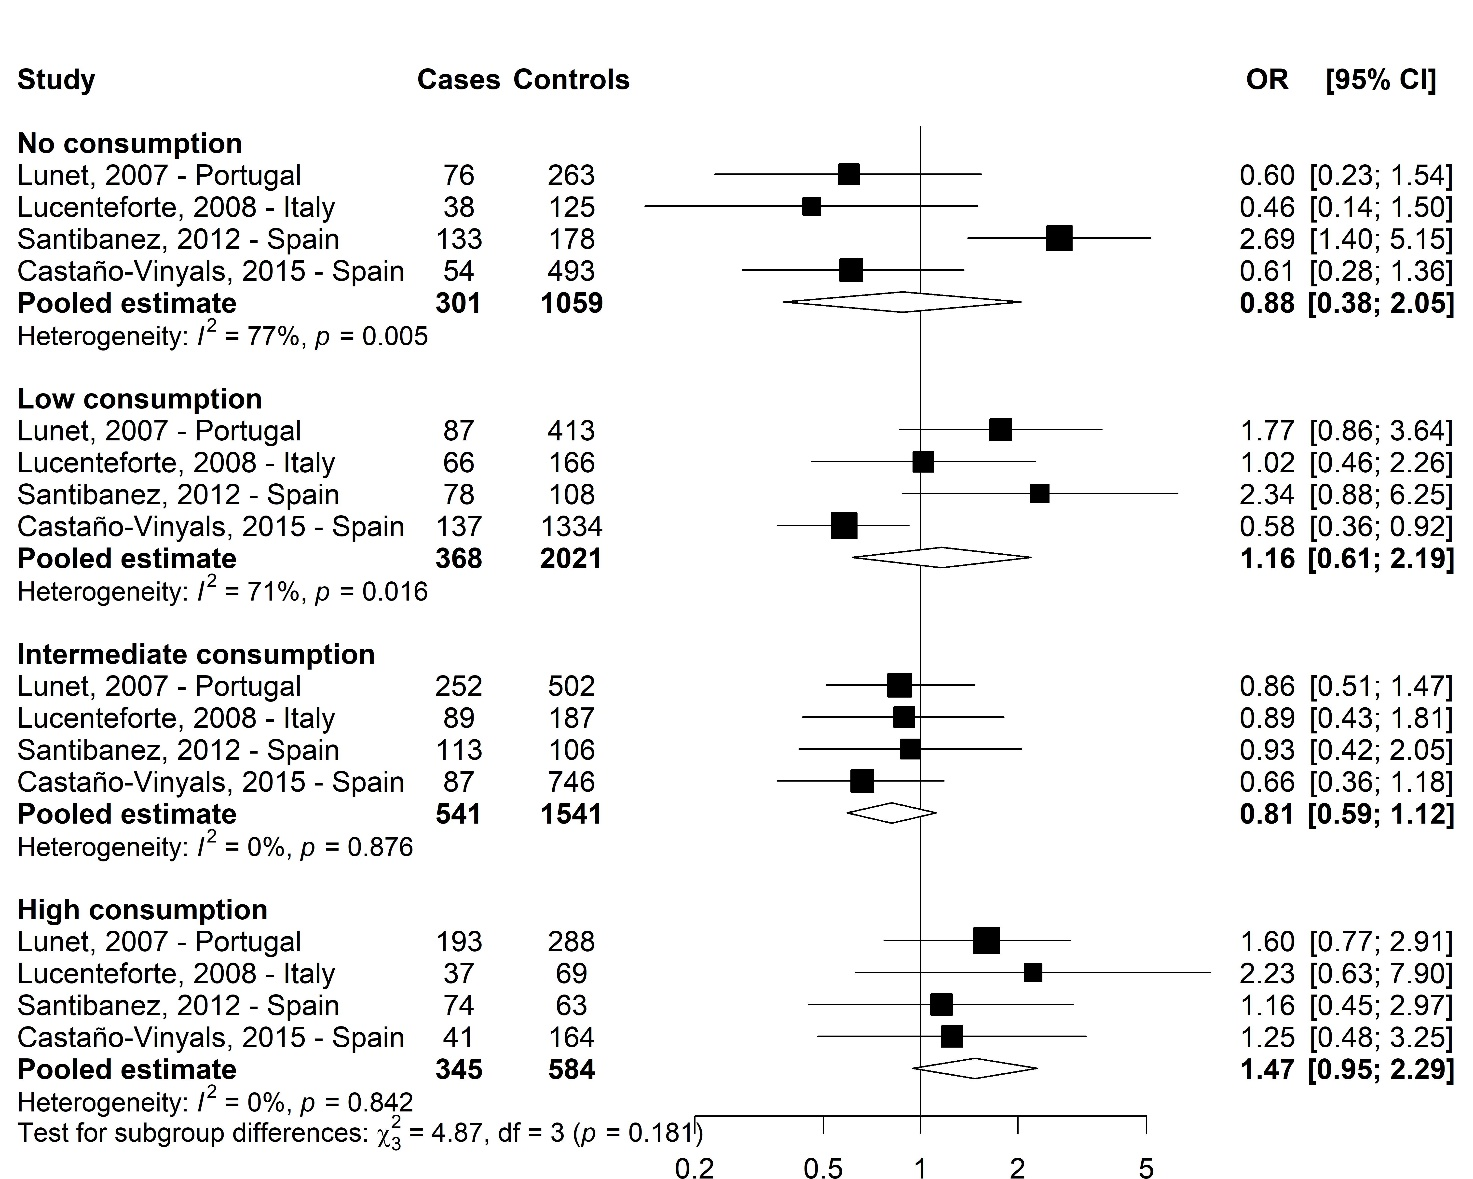 Study Cases Controls OR [95% CI]
No consumption
Lunet, 2007 - Portugal 76 263 0.60 [0.23; 1.54]
Lucenteforte, 2008 - Italy 38 125 0.46 [0.14; 1.50]
Santibanez, 2012 - Spain 133 178 2.69 [1.40; 5.15]
Castaño-Vinyals, 2015 - Spain 54 493 0.61 [0.28; 1.36]
Pooled estimate 301 1059 0.88 [0.38; 2.05]
Heterogeneity: I² = 77%, p = 0.005
Low consumption
Lunet, 2007 - Portugal 87 413 1.77 [0.86; 3.64]
Lucenteforte, 2008 - Italy 66 166 1.02 [0.46; 2.26]
Santibanez, 2012 - Spain 78 108 2.34 [0.88; 6.25]
Castaño-Vinyals, 2015 - Spain 137 1334 0.58 [0.36; 0.92]
Pooled estimate 368 2021 1.16 [0.61; 2.19]
Heterogeneity: I² = 71%, p = 0.016
Intermediate consumption
Lunet, 2007 - Portugal 252 502 0.86 [0.51; 1.47]
Lucenteforte, 2008 - Italy 89 187 0.89 [0.43; 1.81]
Santibanez, 2012 - Spain 113 106 0.93 [0.42; 2.05]
Castaño-Vinyals, 2015 - Spain 87 746 0.66 [0.36; 1.18]
Pooled estimate 541 1541 0.81 [0.59; 1.12]
Heterogeneity: I² = 0%, p = 0.876
High consumption
Lunet, 2007 - Portugal 193 288 1.60 [0.77; 2.91]
Lucenteforte, 2008 - Italy 37 69 2.23 [0.63; 7.90]
Santibanez, 2012 - Spain 74 63 1.16 [0.45; 2.97]
Castaño-Vinyals, 2015 - Spain 41 164 1.25 [0.48; 3.25]
Pooled estimate 345 584 1.47 [0.95; 2.29]
Heterogeneity: I² = 0%, p = 0.842
Test for subgroup differences: χ²₃ = 4.87, df = 3 (p = 0.181)
0.2 0.5 1 2 5